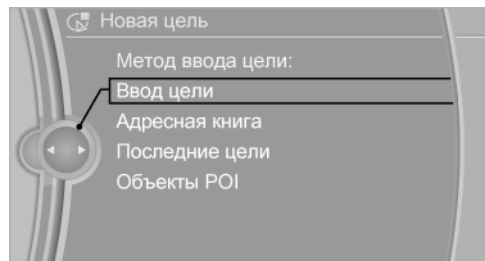 Новая цель
Метод ввода цели:
Ввод цели
Адресная книга
Последние цели
Объекты POI